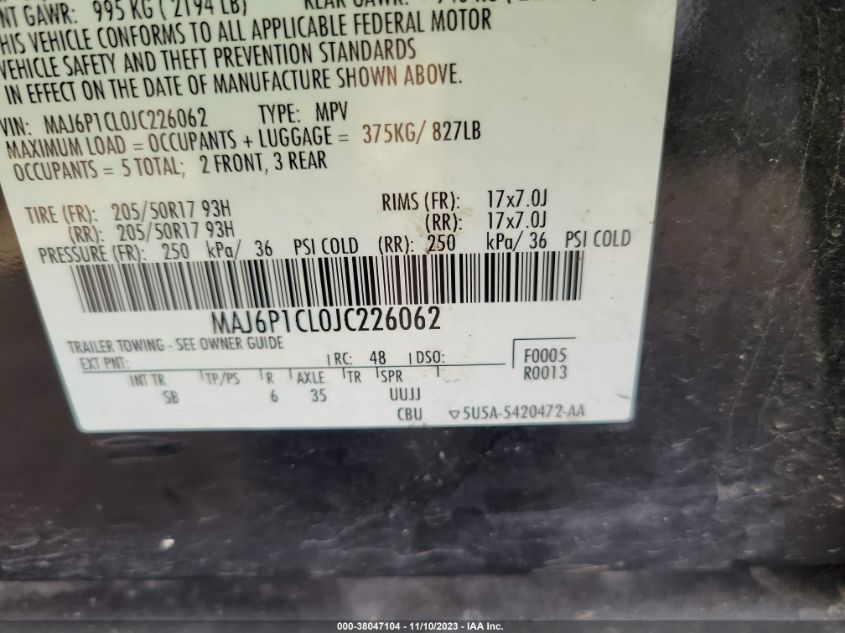 NT GAWR: 995 KG ( 2194 LB)
THIS VEHICLE CONFORMS TO ALL APPLICABLE FEDERAL MOTOR
VEHICLE SAFETY AND THEFT PREVENTION STANDARDS
IN EFFECT ON THE DATE OF MANUFACTURE SHOWN ABOVE.
VIN: MAJ6P1CL0JC226062 TYPE: MPV
MAXIMUM LOAD = OCCUPANTS + LUGGAGE = 375KG/ 827LB
OCCUPANTS = 5 TOTAL; 2 FRONT, 3 REAR
TIRE (FR): 205/50R17 93H RIMS (FR): 17x7.0J
(RR): 205/50R17 93H (RR): 17x7.0J
PRESSURE (FR): 250 kPa/ 36 PSI COLD (RR): 250 kPa/ 36 PSI COLD
MAJ6P1CL0JC226062
TRAILER TOWING - SEE OWNER GUIDE
EXT PNT: RC: 48 DSO: F0005
R0013
INT TR TP/PS R AXLE TR SPR
SB 6 35 UUJJ
CBU ▽5U5A-5420472-AA
000-38047104 — 11/10/2023 — © IAA Inc.